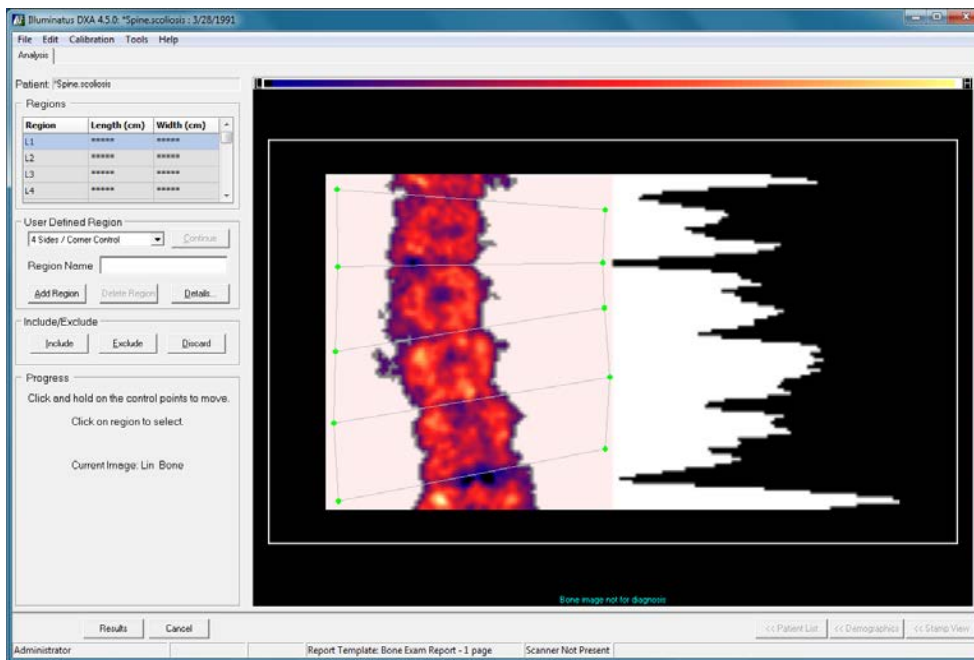 Illuminatus DXA 4.5.0: *Spine.scoliosis : 3/28/1991
File Edit Calibration Tools Help
Analysis
Patient *Spine.scoliosis
Regions
Region Length (cm) Width (cm)
L1 ***** *****
L2 ***** *****
L3 ***** *****
L4 ***** *****
User Defined Region
4 Sides / Corner Control Continue
Region Name
Add Region Delete Region Details...
Include/Exclude
Include Exclude Discard
Progress
Click and hold on the control points to move.
Click on region to select.
Current Image: Lin Bone
L H
Bone image not for diagnosis
Results Cancel << Patient List << Demographics << Stamp View
Administrator Report Template: Bone Exam Report - 1 page Scanner Not Present